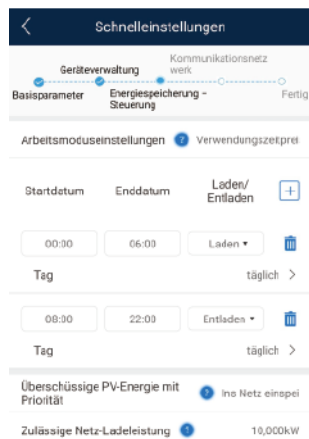 Schnelleinstellungen
Kommunikationsnetz
Geräteverwaltung werk
Basisparameter Energiespeicherung - Fertig
Steuerung
Arbeitsmoduseinstellungen Verwendungszeitprei
Startdatum Enddatum Laden/
Entladen
00:00 06:00 Laden
Tag täglich
08:00 22:00 Entladen
Tag täglich
Überschüssige PV-Energie mit
Priorität Ins Netz einspei
Zulässige Netz-Ladeleistung 10,000kW